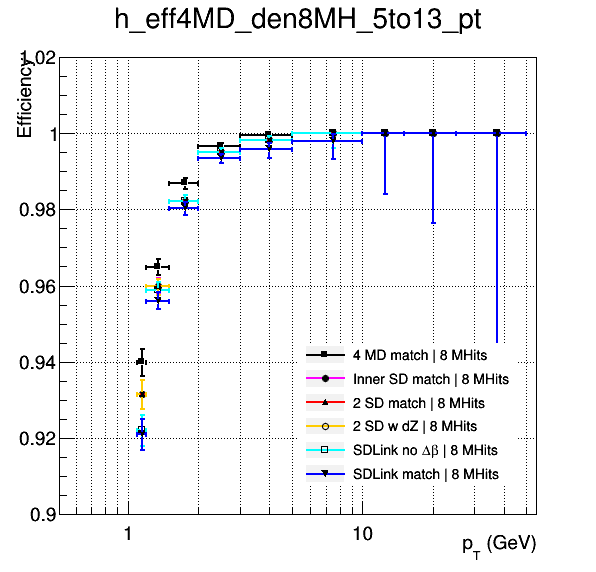 h_eff4MD_den8MH_5to13_pt
Efficiency
1.02
1
0.98
0.96
0.94
0.92
0.9
4 MD match | 8 MHits
Inner SD match | 8 MHits
2 SD match | 8 MHits
2 SD w dZ | 8 MHits
SDLink no Δβ | 8 MHits
SDLink match | 8 MHits
1 10
p_T (GeV)